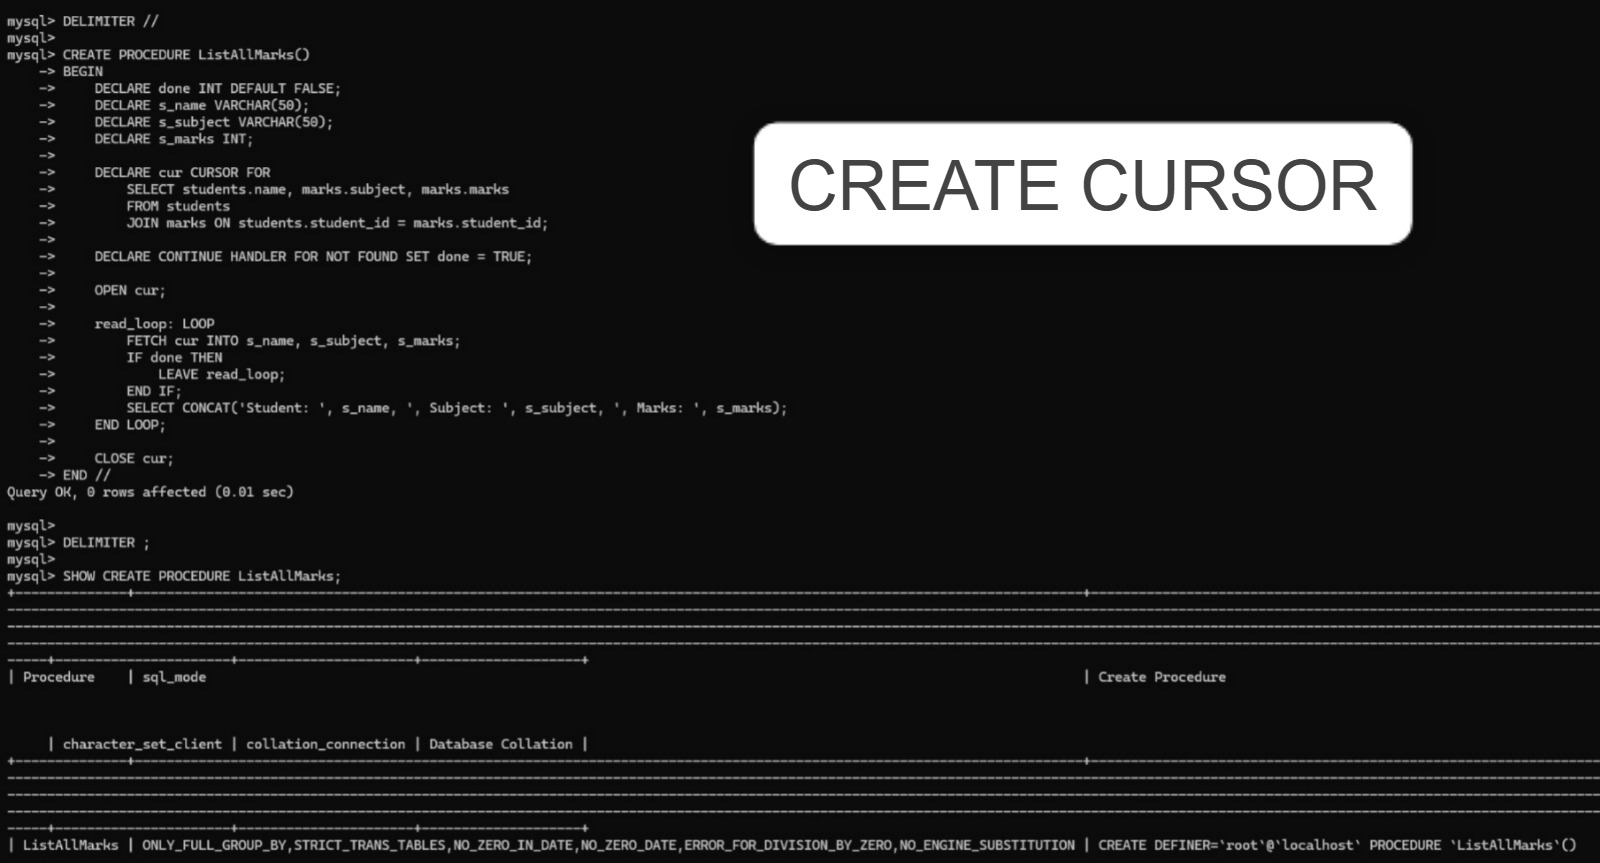 mysql> DELIMITER //
mysql>
mysql> CREATE PROCEDURE ListAllMarks()
    -> BEGIN
    ->     DECLARE done INT DEFAULT FALSE;
    ->     DECLARE s_name VARCHAR(50);
    ->     DECLARE s_subject VARCHAR(50);
    ->     DECLARE s_marks INT;
    ->
    ->     DECLARE cur CURSOR FOR
    ->         SELECT students.name, marks.subject, marks.marks
    ->         FROM students
    ->         JOIN marks ON students.student_id = marks.student_id;
    ->
    ->     DECLARE CONTINUE HANDLER FOR NOT FOUND SET done = TRUE;
    ->
    ->     OPEN cur;
    ->
    ->     read_loop: LOOP
    ->         FETCH cur INTO s_name, s_subject, s_marks;
    ->         IF done THEN
    ->             LEAVE read_loop;
    ->         END IF;
    ->         SELECT CONCAT('Student: ', s_name, ', Subject: ', s_subject, ', Marks: ', s_marks);
    ->     END LOOP;
    ->
    ->     CLOSE cur;
    -> END //
Query OK, 0 rows affected (0.01 sec)
mysql>
mysql> DELIMITER ;
mysql>
mysql> SHOW CREATE PROCEDURE ListAllMarks;
| Procedure | sql_mode | Create Procedure
| character_set_client | collation_connection | Database Collation |
| ListAllMarks | ONLY_FULL_GROUP_BY,STRICT_TRANS_TABLES,NO_ZERO_IN_DATE,NO_ZERO_DATE,ERROR_FOR_DIVISION_BY_ZERO,NO_ENGINE_SUBSTITUTION | CREATE DEFINER=`root`@`localhost` PROCEDURE `ListAllMarks`()
CREATE CURSOR